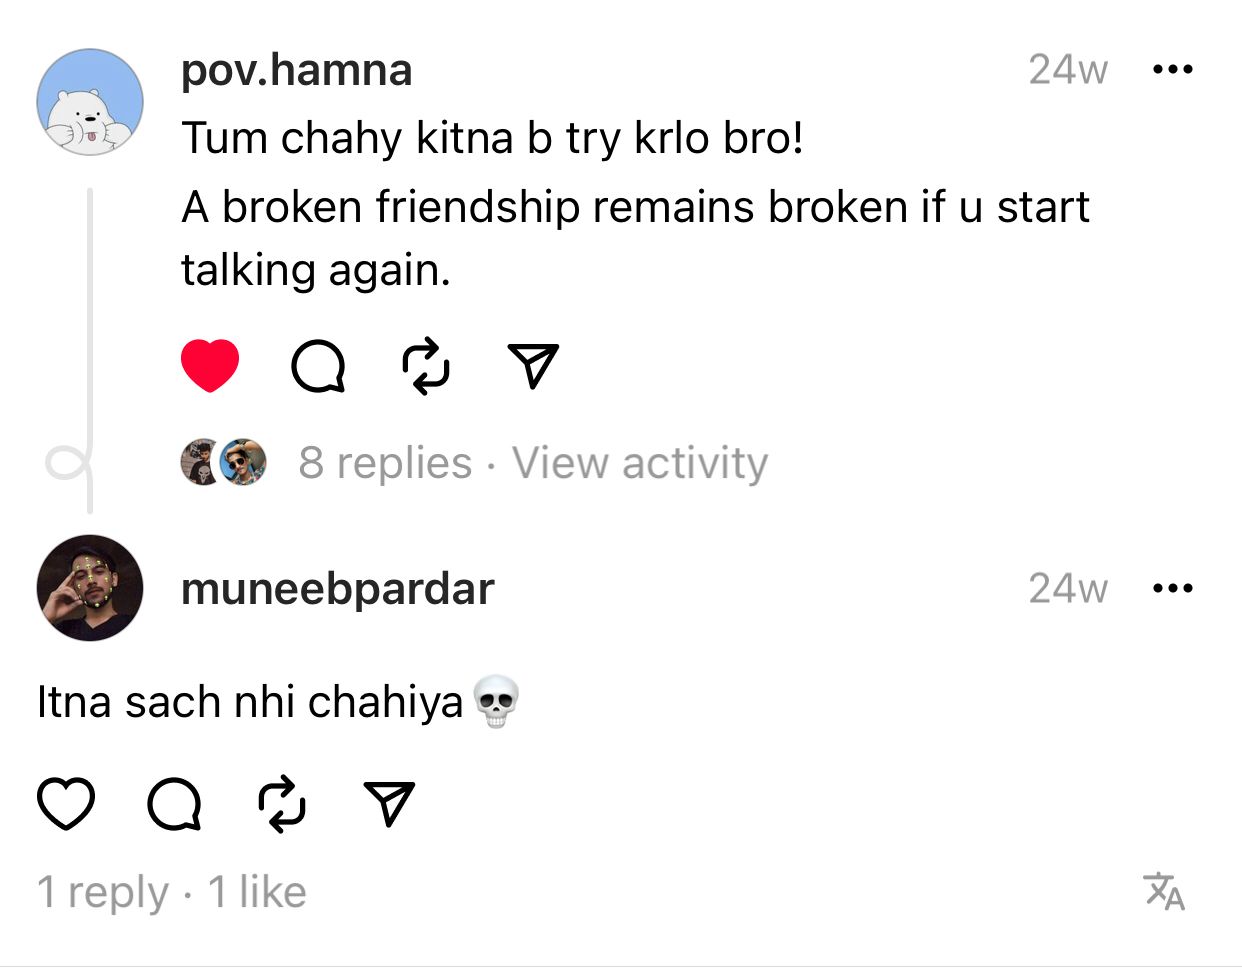 pov.hamna 24w
Tum chahy kitna b try krlo bro!
A broken friendship remains broken if u start
talking again.
8 replies · View activity
muneebpardar 24w
Itna sach nhi chahiya💀
1 reply · 1 like